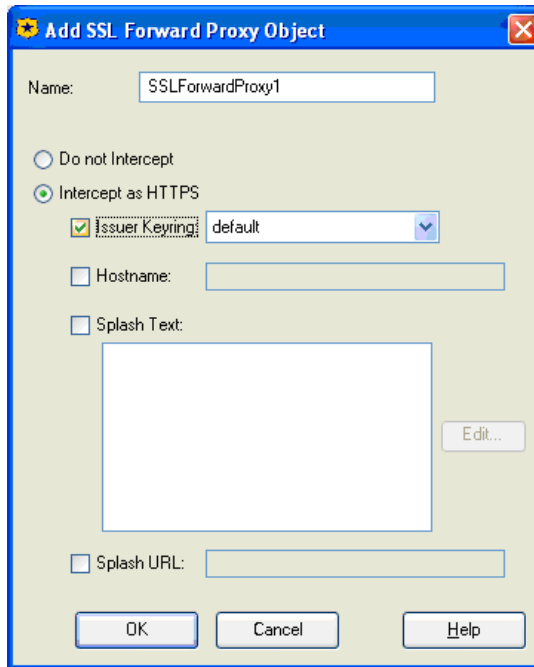 Add SSL Forward Proxy Object
Name: SSLForwardProxy1
Do not Intercept
Intercept as HTTPS
Issuer Keyring: default
Hostname:
Splash Text:
Edit...
Splash URL:
OK Cancel Help